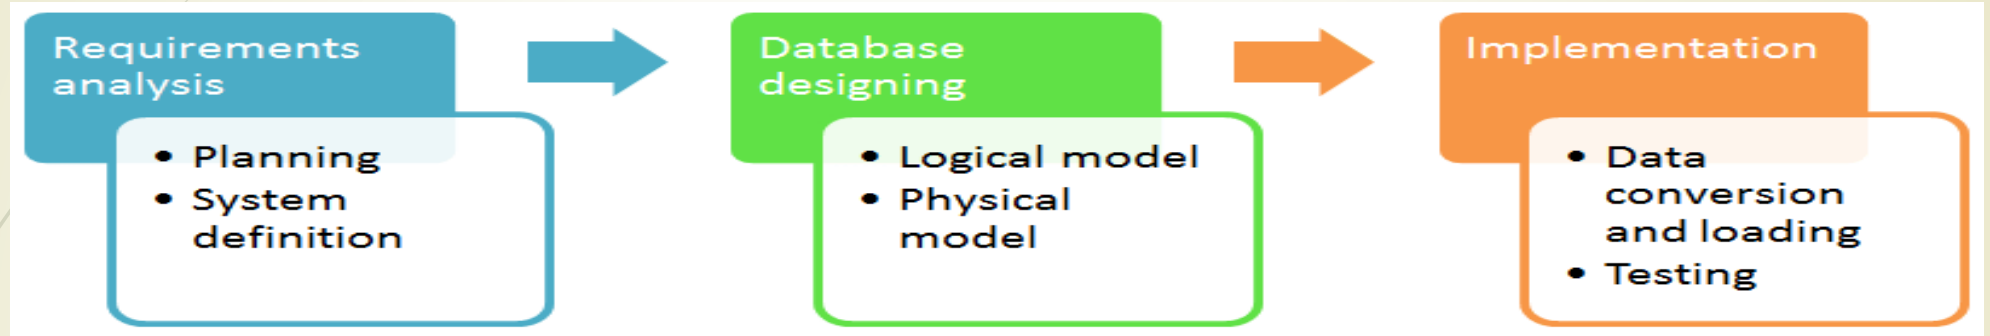 Requirements
analysis
• Planning
• System
definition
Database
designing
• Logical model
• Physical
model
Implementation
• Data
conversion
and loading
• Testing